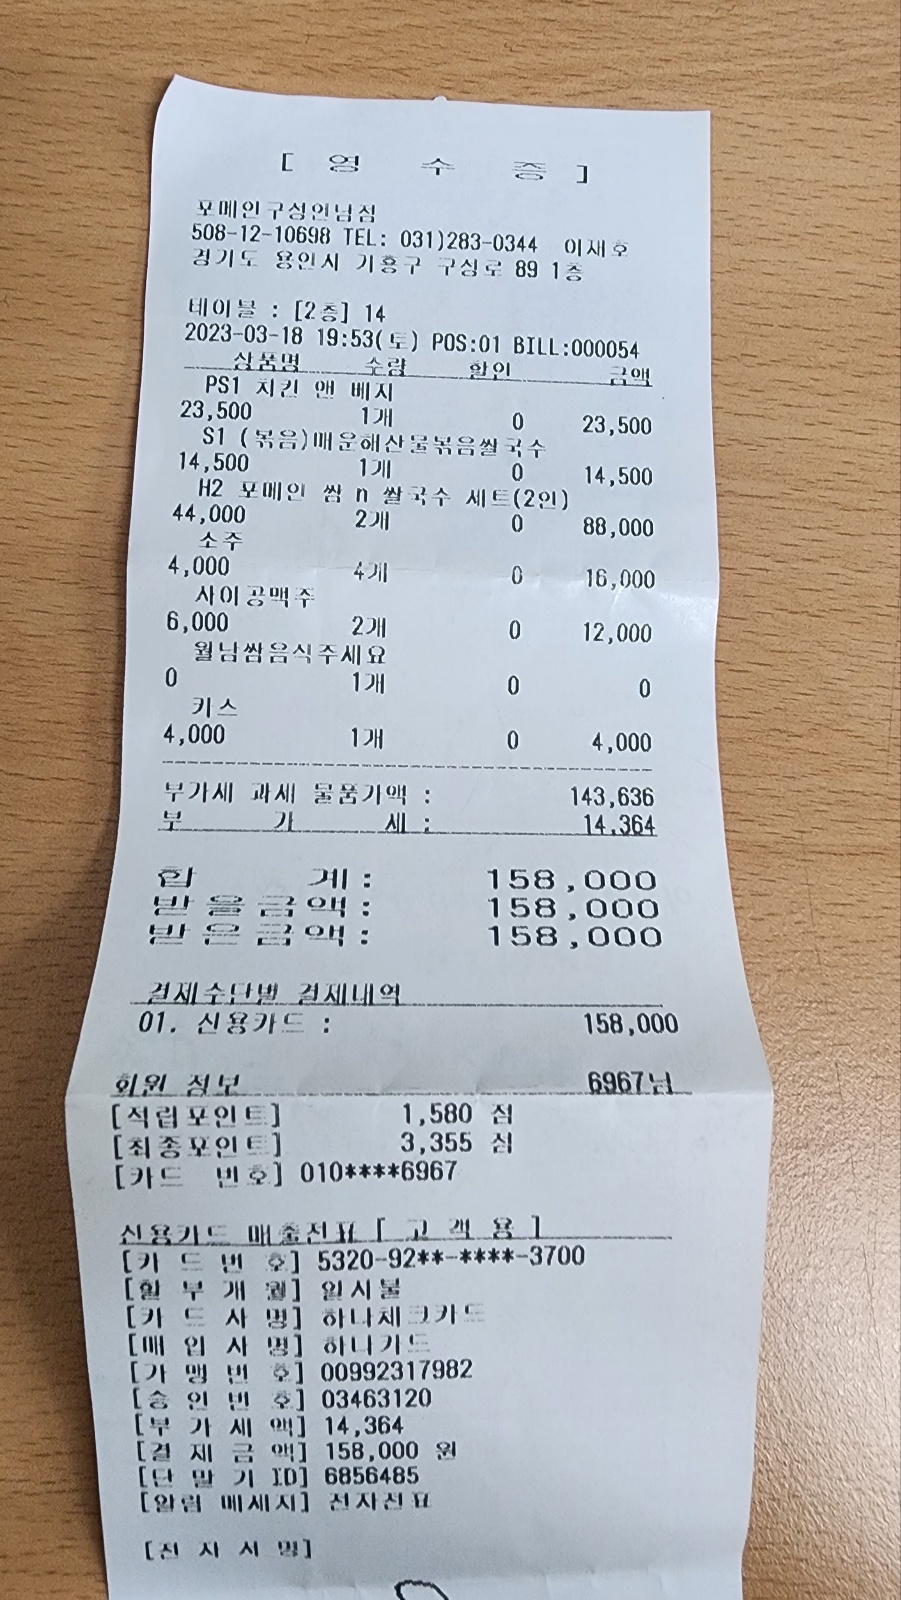 [ 영 수 증 ]
포메인구성언남점
508-12-10698 TEL: 031)283-0344 이재호
경기도 용인시 기흥구 구성로 89 1층
테이블 : [2층] 14
2023-03-18 19:53(토) POS:01 BILL:000054
상품명 수량 할인 금액
PS1 치킨 앤 베지
23,500 1개 0 23,500
S1 (볶음)매운해산물볶음쌀국수
14,500 1개 0 14,500
H2 포메인 쌈 n 쌀국수 세트(2인)
44,000 2개 0 88,000
소주
4,000 4개 0 16,000
사이공맥주
6,000 2개 0 12,000
월남쌈음식주세요
0 1개 0 0
키스
4,000 1개 0 4,000
부가세 과세 물품가액 : 143,636
부 가 세 : 14,364
합 계 : 158,000
받을금액 : 158,000
받은금액 : 158,000
결제수단별 결제내역
01. 신용카드 : 158,000
회원 정보 6967님
[적립포인트] 1,580 점
[최종포인트] 3,355 점
[카드 번호] 010****6967
신용카드 매출전표 [ 고 객 용 ]
[카 드 번 호] 5320-92**-****-3700
[할 부 개 월] 일시불
[카 드 사 명] 하나체크카드
[매 입 사 명] 하나카드
[가 맹 번 호] 00992317982
[승 인 번 호] 03463120
[부 가 세 액] 14,364
[결 제 금 액] 158,000 원
[단 말 기 ID] 6856485
[알림 메세지] 전자전표
[전 자 서 명]